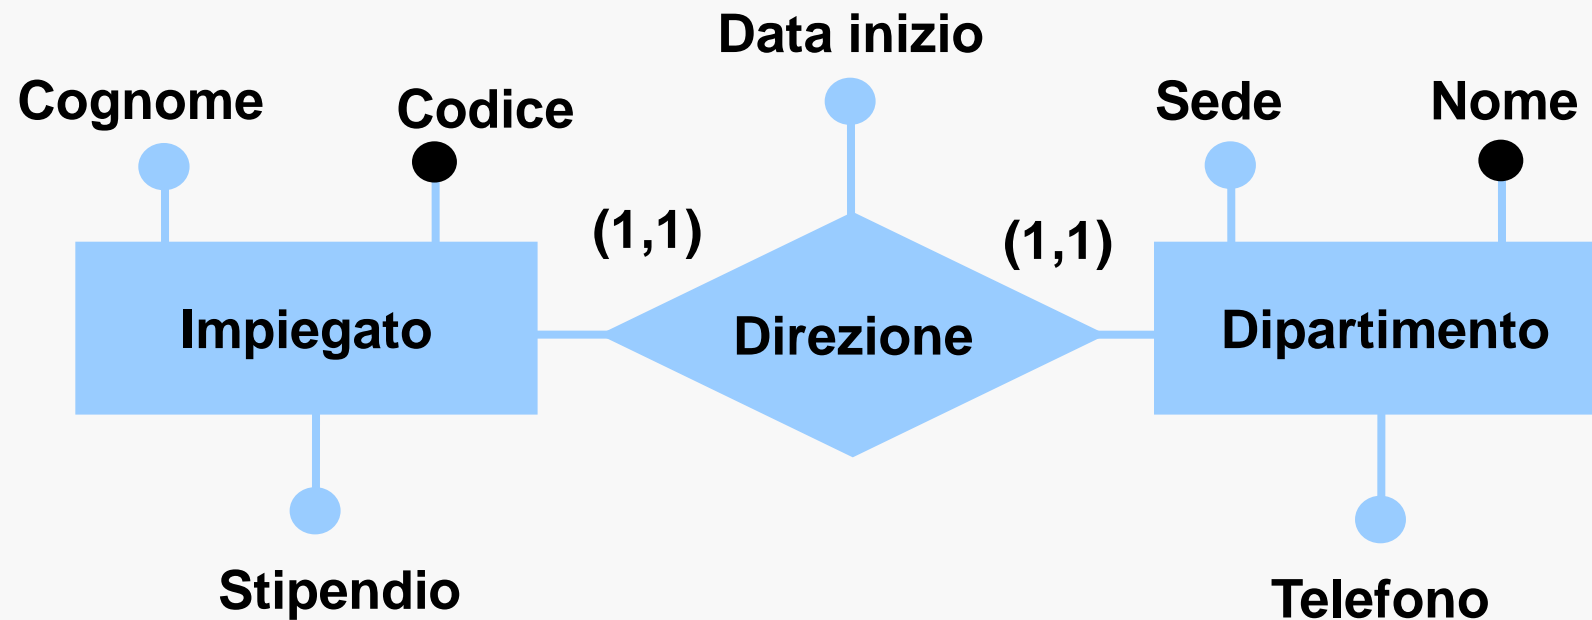 Data inizio
Cognome
Codice
Sede
Nome
(1,1)
(1,1)
Impiegato
Direzione
Dipartimento
Stipendio
Telefono